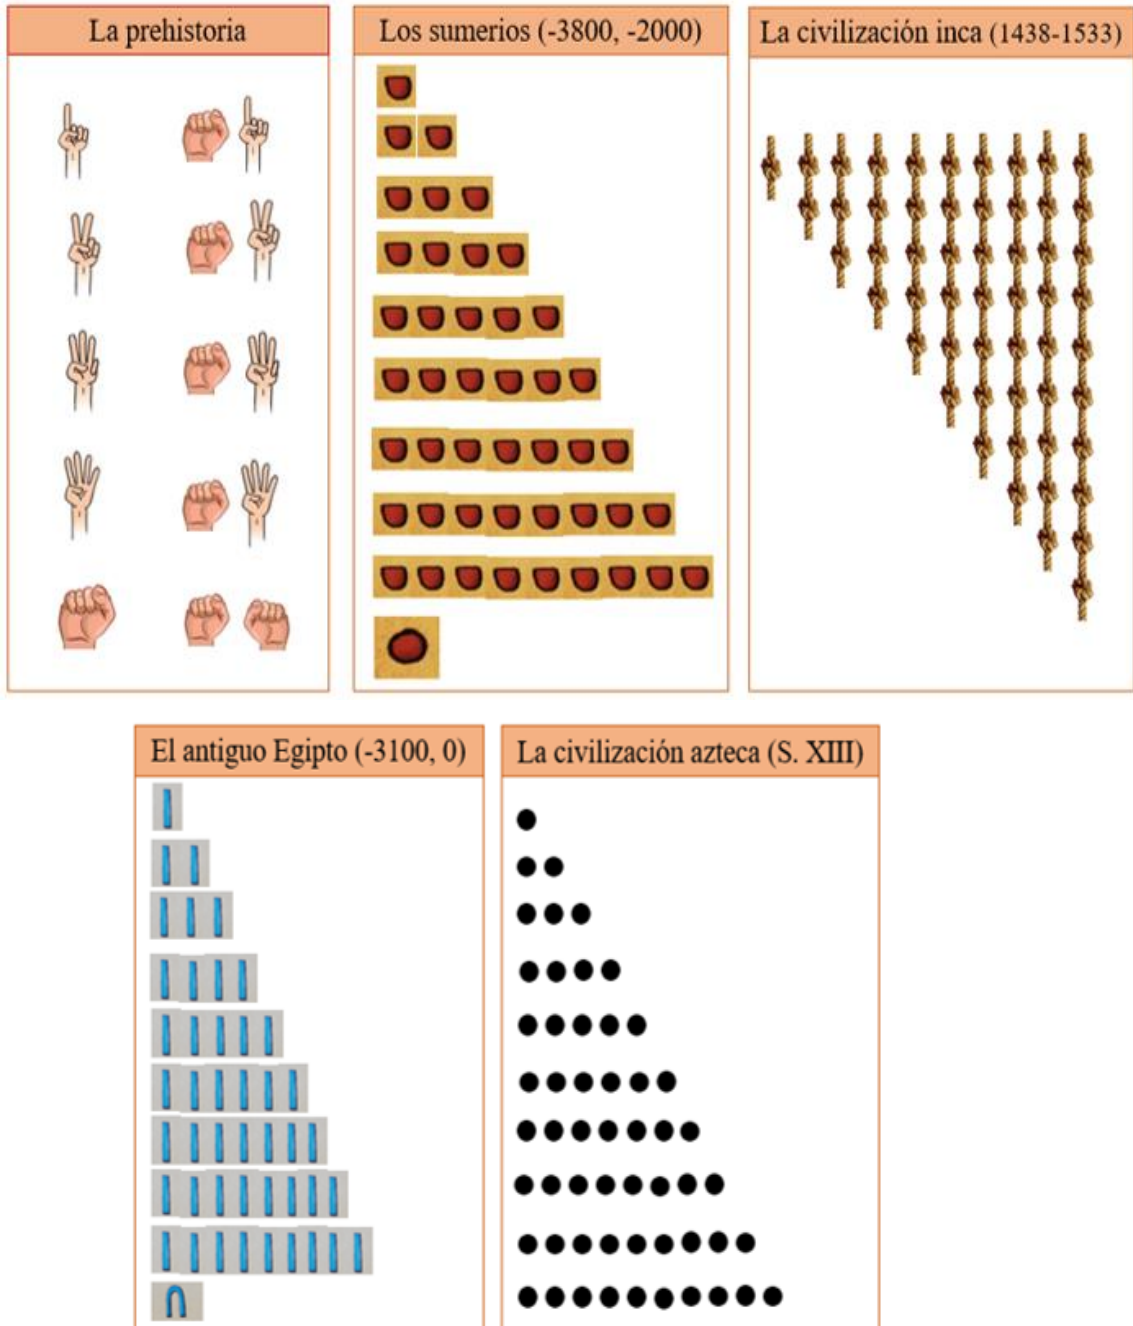 La prehistoria
Los sumerios (-3800, -2000)
La civilización inca (1438-1533)
El antiguo Egipto (-3100, 0)
La civilización azteca (S. XIII)